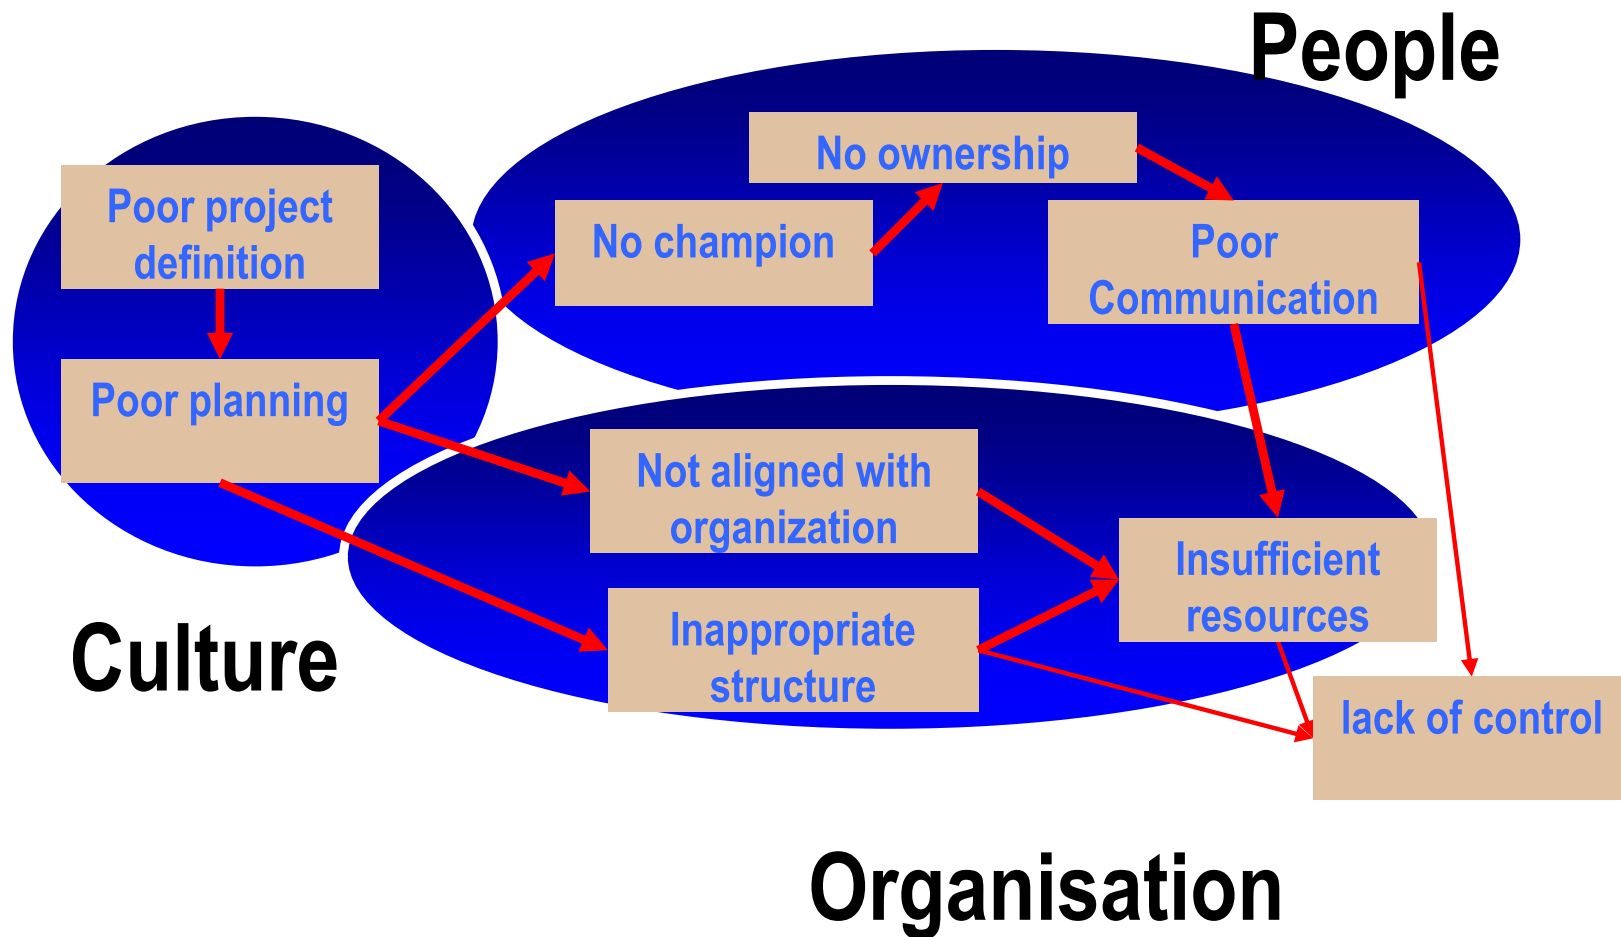 People
No ownership
Poor project
definition
No champion
Poor
Communication
Poor planning
Not aligned with
organization
Insufficient
resources
Inappropriate
structure
Culture
lack of control
Organisation